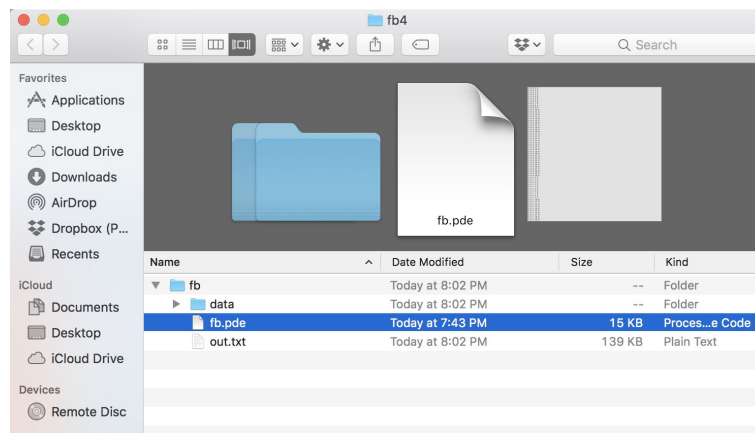 fb4
Search
Favorites
Applications
Desktop
iCloud Drive
Downloads
AirDrop
Dropbox (P...
Recents
iCloud
Documents
Desktop
iCloud Drive
Devices
Remote Disc
fb.pde
Name Date Modified Size Kind
fb Today at 8:02 PM -- Folder
data Today at 8:02 PM -- Folder
fb.pde Today at 7:43 PM 15 KB Proces...e Code
out.txt Today at 8:02 PM 139 KB Plain Text